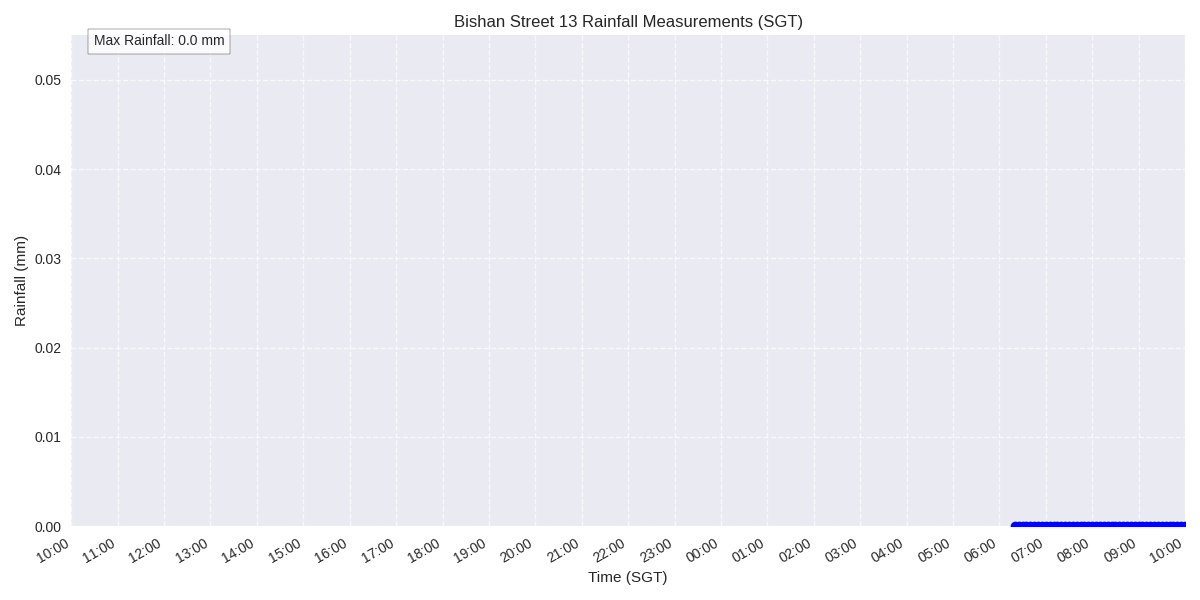 Bishan Street 13 Rainfall Measurements (SGT)
Max Rainfall: 0.0 mm
0.05
0.04
0.03
0.02
0.01
0.00
Rainfall (mm)
10:00 11:00 12:00 13:00 14:00 15:00 16:00 17:00 18:00 19:00 20:00 21:00 22:00 23:00 00:00 01:00 02:00 03:00 04:00 05:00 06:00 07:00 08:00 09:00 10:00
Time (SGT)